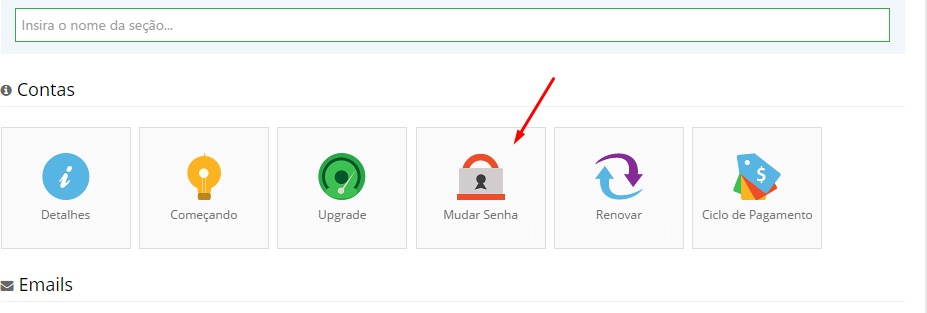 Insira o nome da seção...
Contas
Detalhes
Começando
Upgrade
Mudar Senha
Renovar
Ciclo de Pagamento
Emails